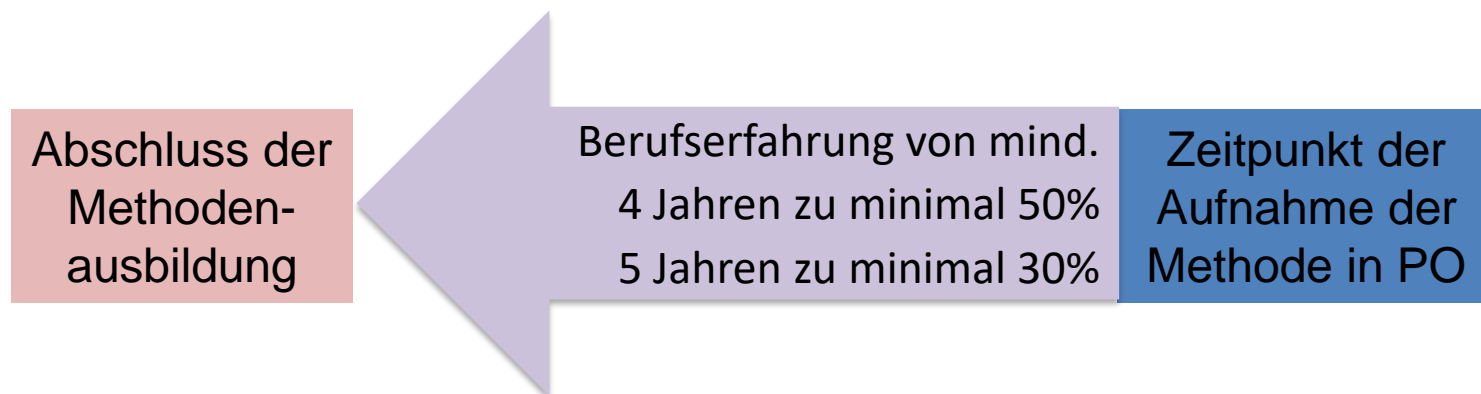 Abschluss der
Methoden-
ausbildung
Berufserfahrung von mind.
4 Jahren zu minimal 50%
5 Jahren zu minimal 30%
Zeitpunkt der
Aufnahme der
Methode in PO